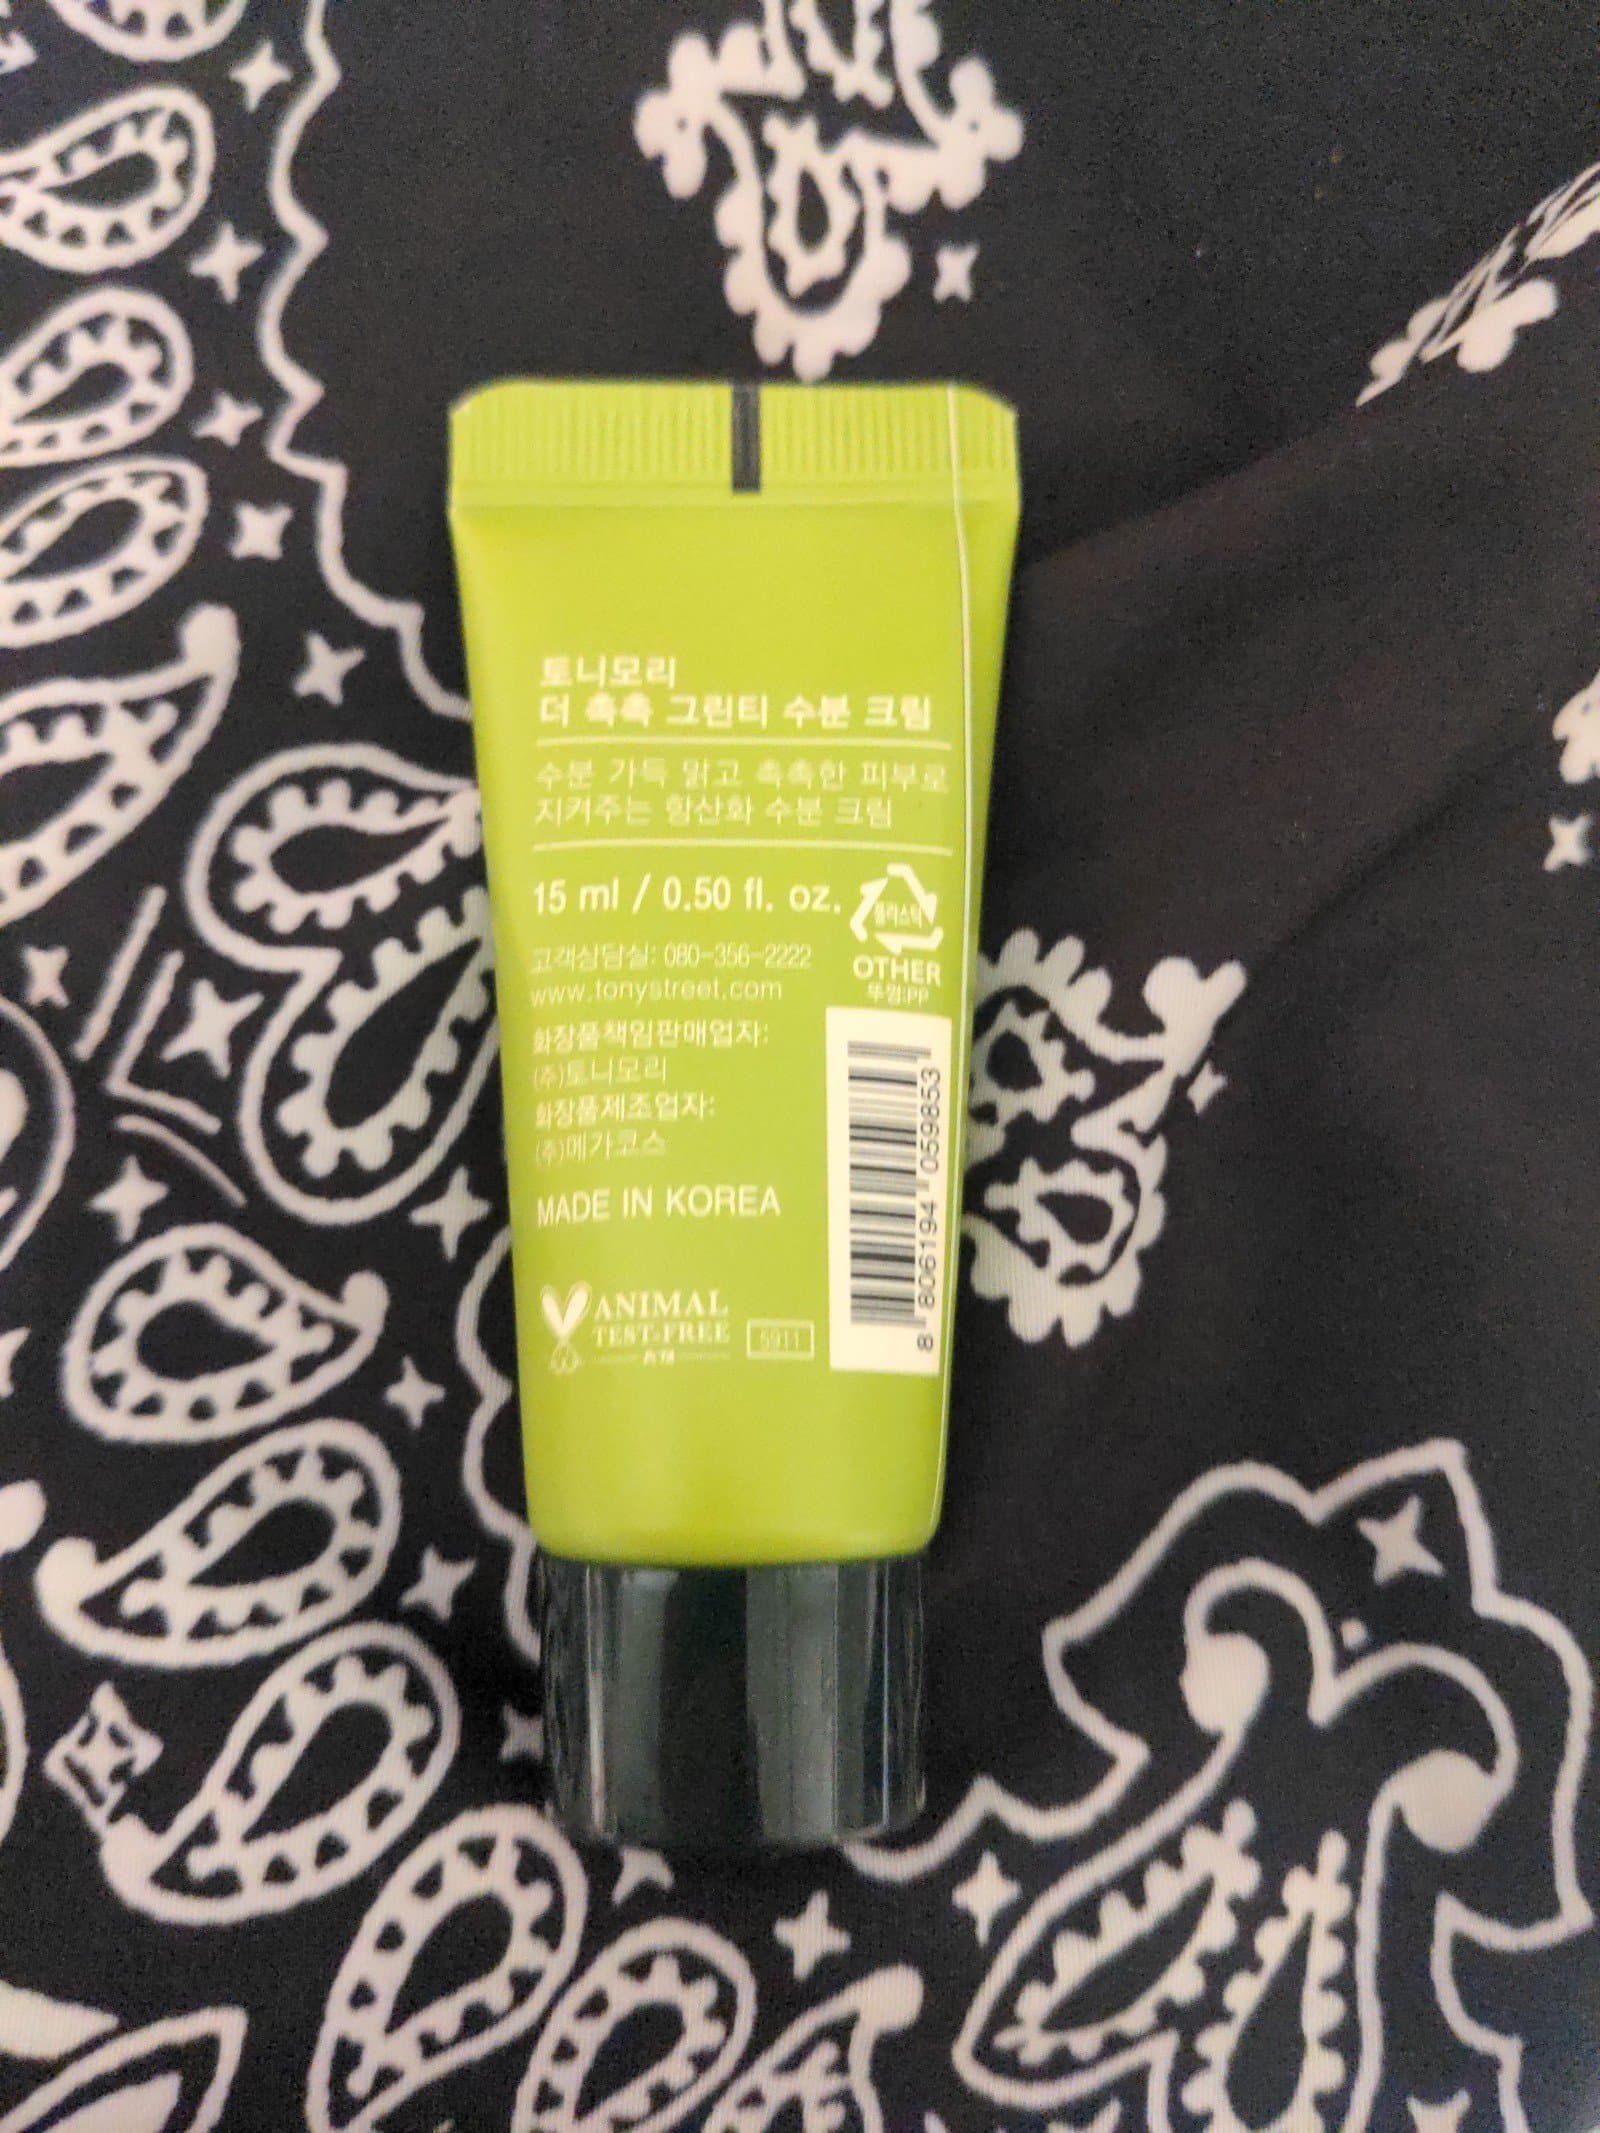 토니모리
더 촉촉 그린티 수분 크림
수분 가득 맑고 촉촉한 피부로
지켜주는 항산화 수분 크림
15 ml / 0.50 fl. oz.
플라스틱
OTHER
뚜껑:PP
고객상담실: 080-356-2222
www.tonystreet.com
화장품책임판매업자:
(주)토니모리
화장품제조업자:
(주)메가코스
MADE IN KOREA
ANIMAL
TEST-FREE
5911
8 806194 059853